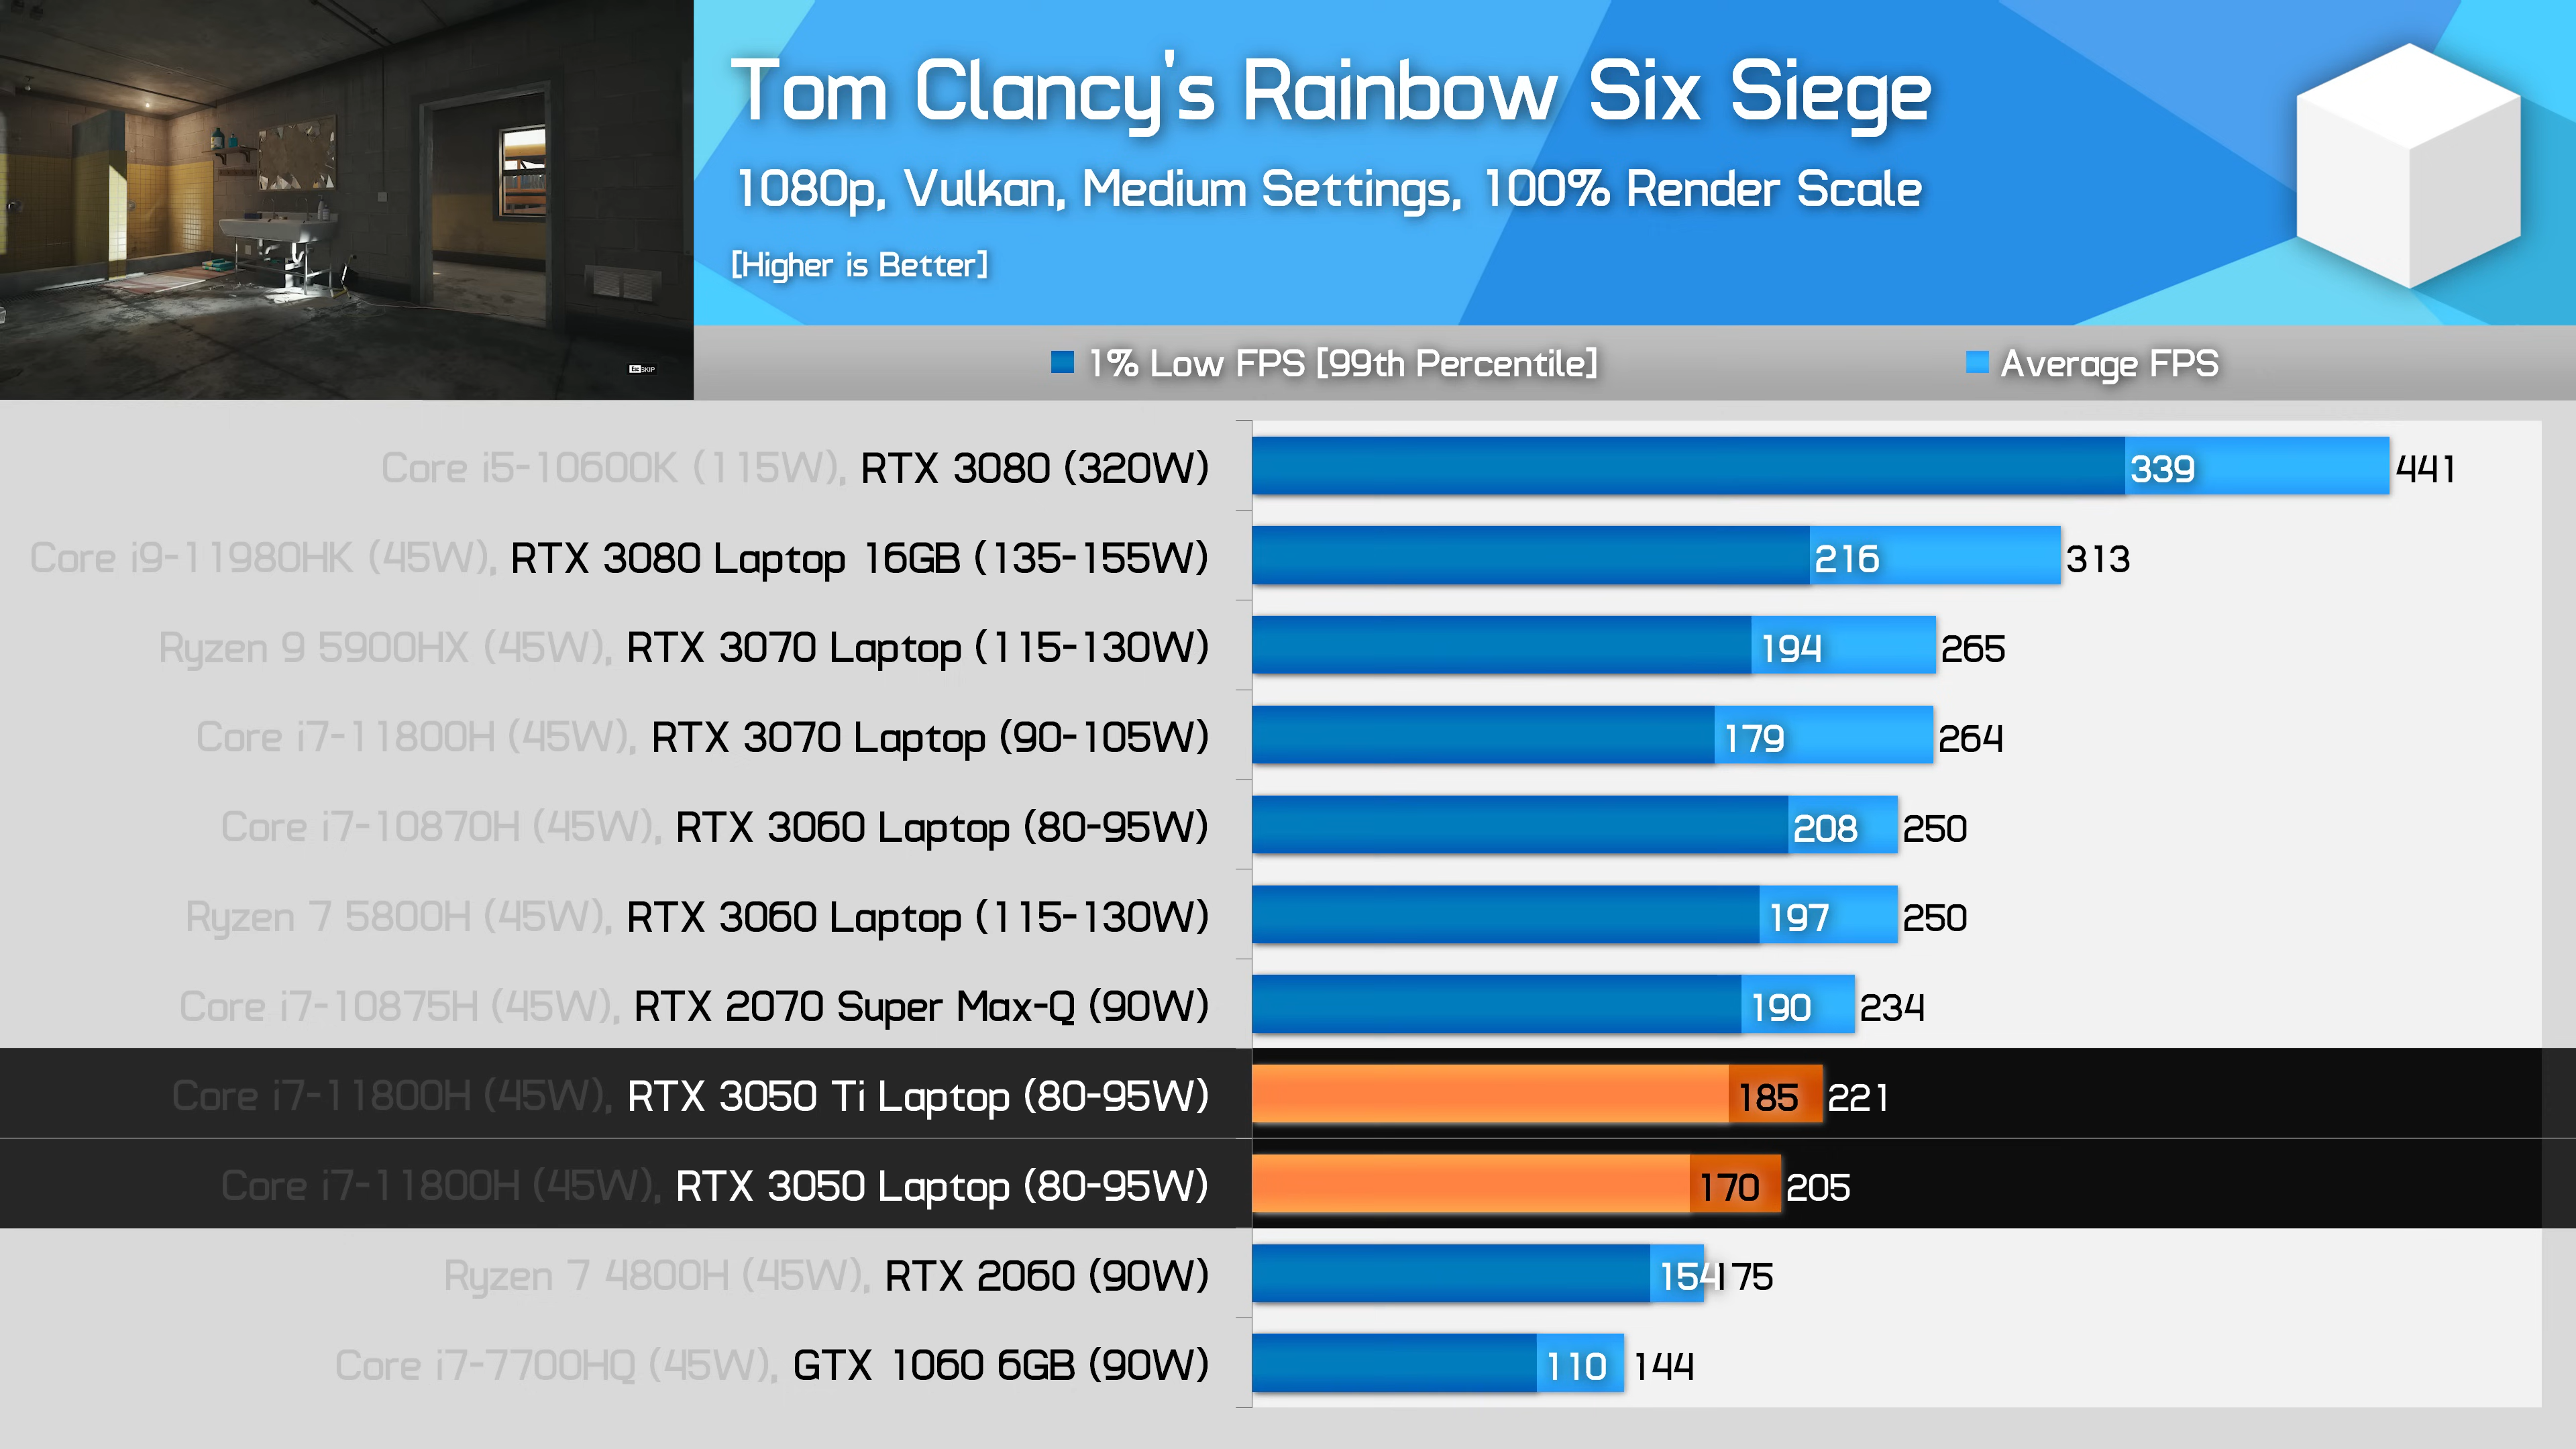 Tom Clancy's Rainbow Six Siege
1080p, Vulkan, Medium Settings, 100% Render Scale
[Higher is Better]
Esc SKIP
1% Low FPS [99th Percentile] Average FPS
Core i5-10600K (115W), RTX 3080 (320W) 339 441
Core i9-11980HK (45W), RTX 3080 Laptop 16GB (135-155W) 216 313
Ryzen 9 5900HX (45W), RTX 3070 Laptop (115-130W) 194 265
Core i7-11800H (45W), RTX 3070 Laptop (90-105W) 179 264
Core i7-10870H (45W), RTX 3060 Laptop (80-95W) 208 250
Ryzen 7 5800H (45W), RTX 3060 Laptop (115-130W) 197 250
Core i7-10875H (45W), RTX 2070 Super Max-Q (90W) 190 234
Core i7-11800H (45W), RTX 3050 Ti Laptop (80-95W) 185 221
Core i7-11800H (45W), RTX 3050 Laptop (80-95W) 170 205
Ryzen 7 4800H (45W), RTX 2060 (90W) 154 175
Core i7-7700HQ (45W), GTX 1060 6GB (90W) 110 144